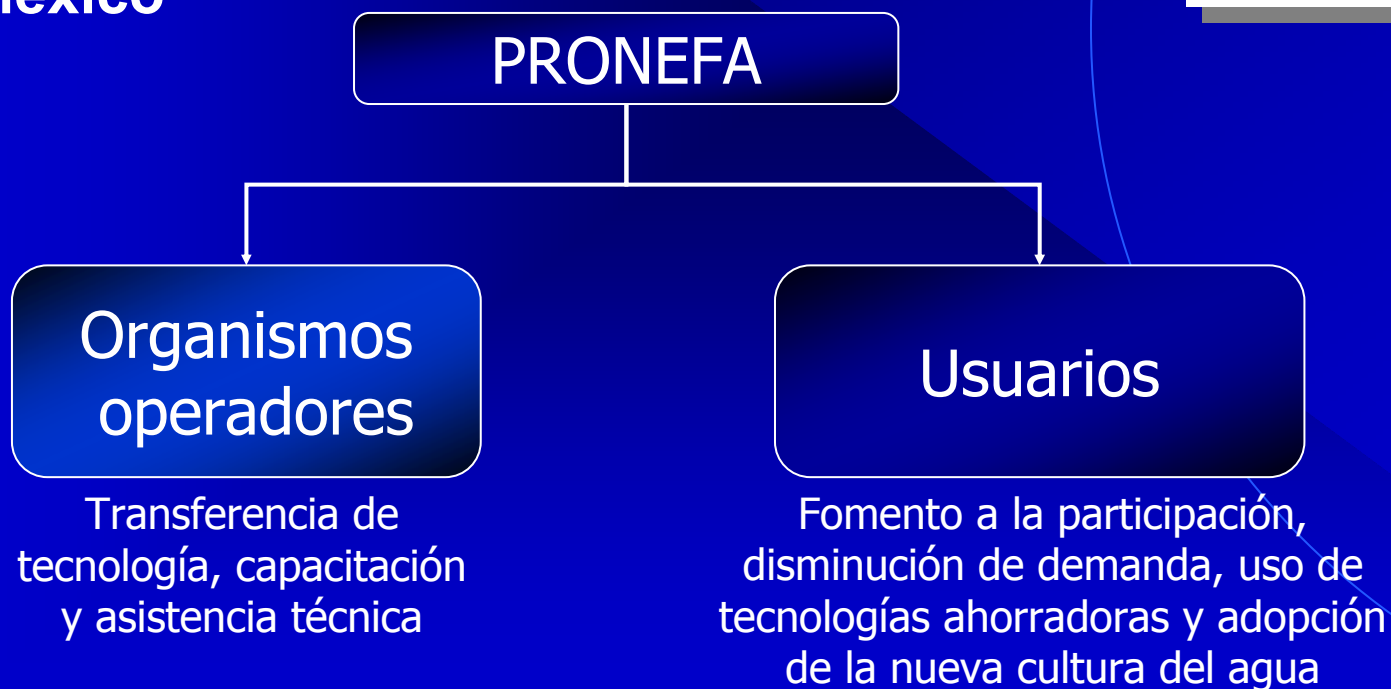 PRONEFA
Organismos
operadores
Transferencia de
tecnología, capacitación
y asistencia técnica
Usuarios
Fomento a la participación,
disminución de demanda, uso de
tecnologías ahorradoras y adopción
de la nueva cultura del agua